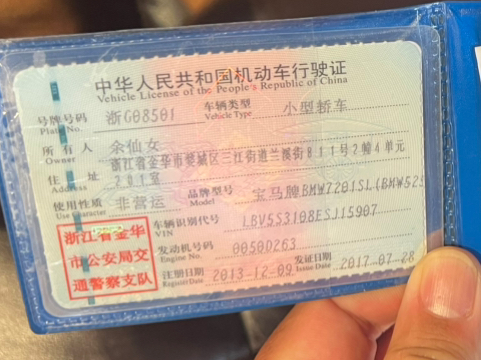 中华人民共和国机动车行驶证
Vehicle License of the People's Republic of China
号牌号码 浙G08501 车辆类型 小型轿车
Plate No. Vehicle Type
所有人 余仙女
Owner
住址 浙江省金华市婺城区三江街道兰溪街811号2幢4单元
Address 201室
使用性质 非营运 品牌型号 宝马牌BMW7201SL(BMW52
Use Character Model
浙江省金华 车辆识别代号 LBV5S3108ESJ15907
VIN
市公安局交 发动机号码 00500263
Engine No.
通警察支队 注册日期 2013-12-09 发证日期 2017-07-28
Register Date Issue Date